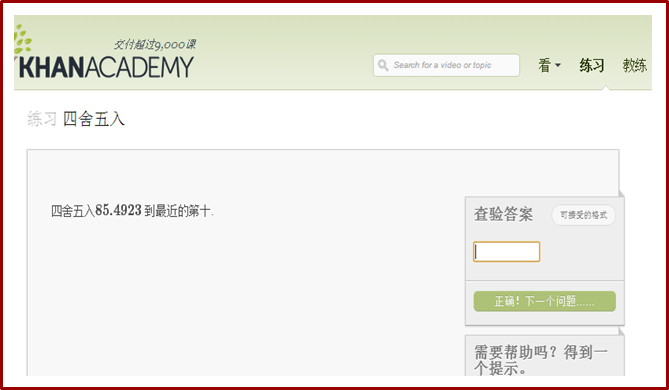 交付超过9,000课
KHANACADEMY
Search for a video or topic
看
练习
教练
练习 四舍五入
四舍五入85.4923 到最近的第十.
查验答案
可接受的格式
正确！下一个问题......
需要帮助吗？得到一
个提示。